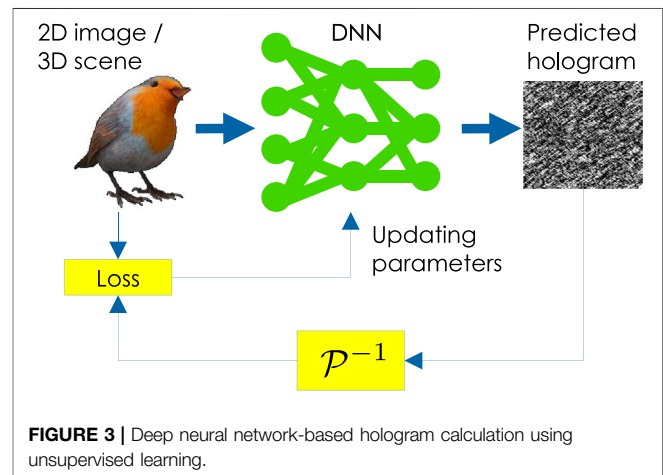 2D image /
3D scene
DNN
Predicted
hologram
Updating
parameters
Loss
𝒫⁻¹
FIGURE 3 | Deep neural network-based hologram calculation using
unsupervised learning.